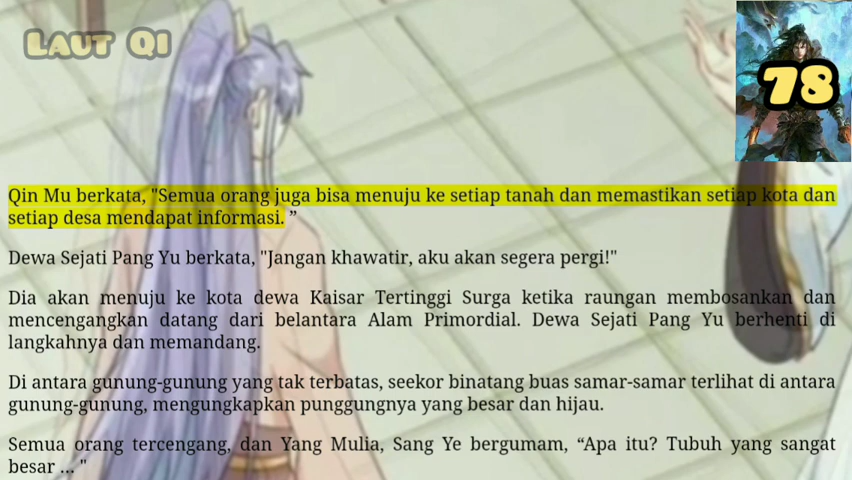 Laut Qi
78
Qin Mu berkata, "Semua orang juga bisa menuju ke setiap tanah dan memastikan setiap kota dan
setiap desa mendapat informasi. ”
Dewa Sejati Pang Yu berkata, "Jangan khawatir, aku akan segera pergi!"
Dia akan menuju ke kota dewa Kaisar Tertinggi Surga ketika raungan membosankan dan
mencengangkan datang dari belantara Alam Primordial. Dewa Sejati Pang Yu berhenti di
langkahnya dan memandang.
Di antara gunung-gunung yang tak terbatas, seekor binatang buas samar-samar terlihat di antara
gunung-gunung, mengungkapkan punggungnya yang besar dan hijau.
Semua orang tercengang, dan Yang Mulia, Sang Ye bergumam, “Apa itu? Tubuh yang sangat
besar ... "